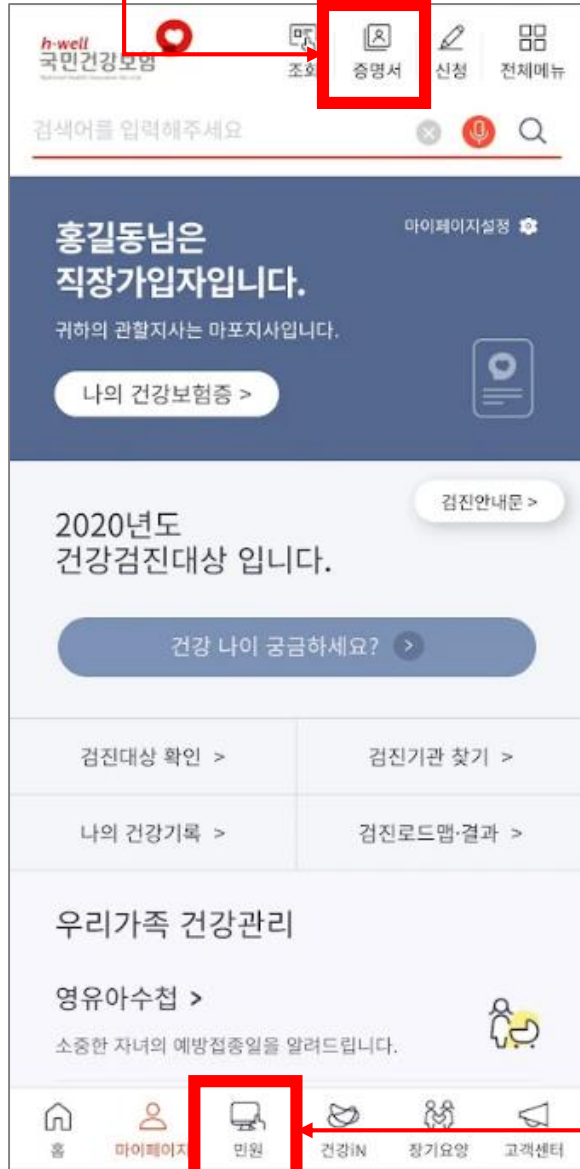 h-well
국민건강보험
조회
증명서
신청
전체메뉴
검색어를 입력해주세요
홍길동님은
마이페이지설정
직장가입자입니다.
귀하의 관할지사는 마포지사입니다.
나의 건강보험증 >
검진안내문 >
2020년도
건강검진대상 입니다.
건강 나이 궁금하세요? >
검진대상 확인 >
검진기관 찾기 >
나의 건강기록 >
검진로드맵·결과 >
우리가족 건강관리
영유아수첩 >
소중한 자녀의 예방접종일을 알려드립니다.
홈
마이페이지
민원
건강iN
장기요양
고객센터